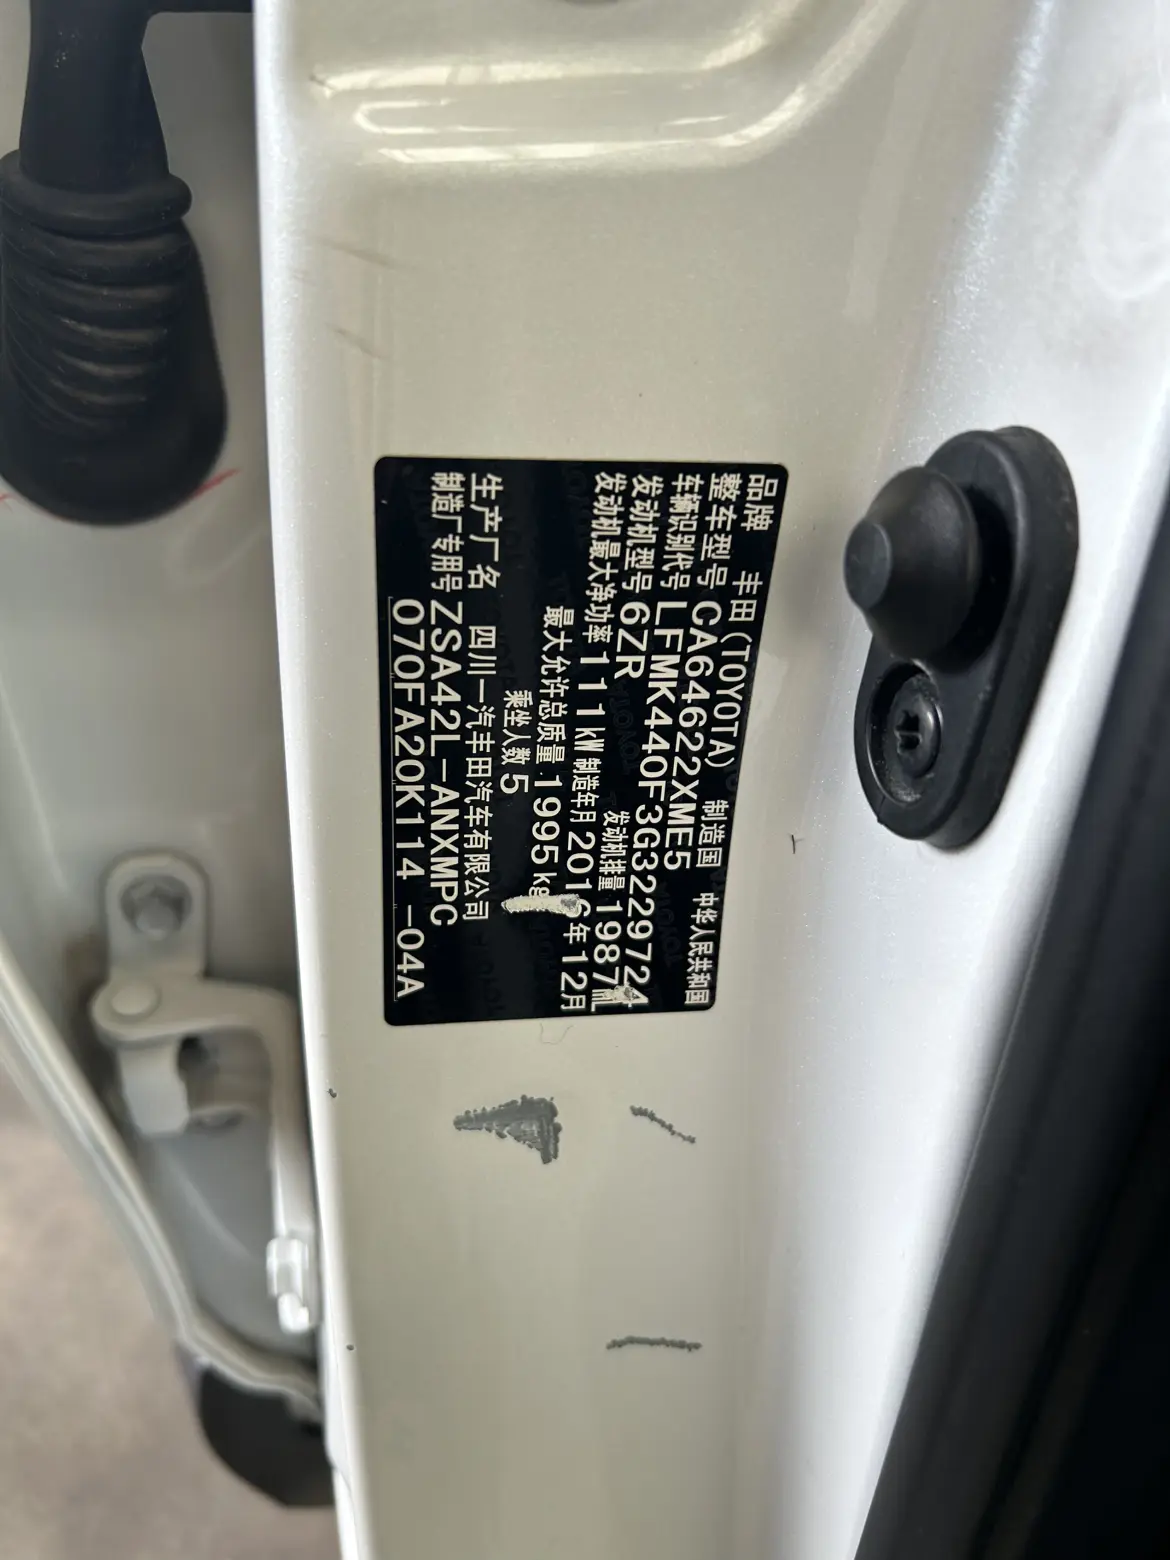 品牌 丰田(TOYOTA) 制造国 中华人民共和国
整车型号 CA64622XME5
车辆识别代号 LFMK440F3G3229724
发动机型号 6ZR 发动机排量 1987mL
发动机最大净功率 111kW 制造年月 2016年12月
最大允许总质量 1995kg
乘坐人数 5
生产厂名 四川一汽丰田汽车有限公司
制造厂专用号 ZSA42L-ANXMPC
070FA20K114 -04A